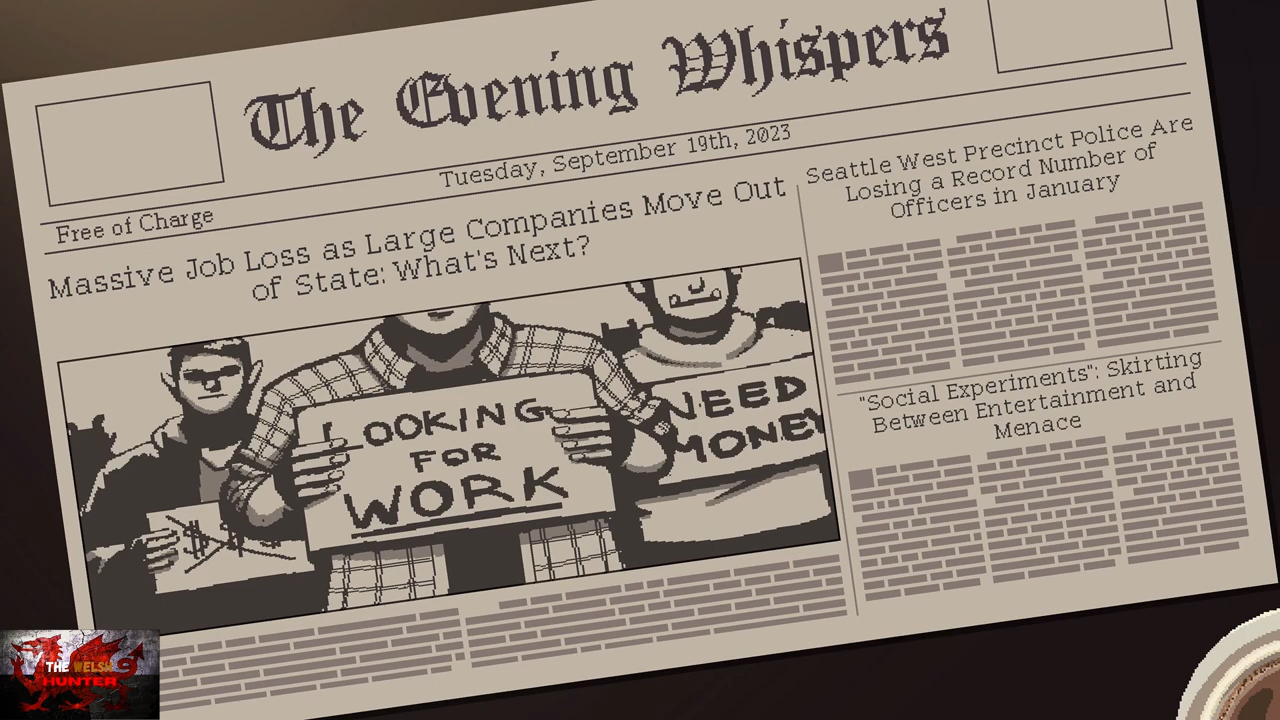 The Evening Whispers
Tuesday, September 19th, 2023
Free of Charge
Massive Job Loss as Large Companies Move Out
of State: What's Next?
LOOKING
FOR
WORK
NEED
MONEY
$ $
Seattle West Precinct Police Are
Losing a Record Number of
Officers in January
"Social Experiments": Skirting
Between Entertainment and
Menace
THE WELSH
HUNTER